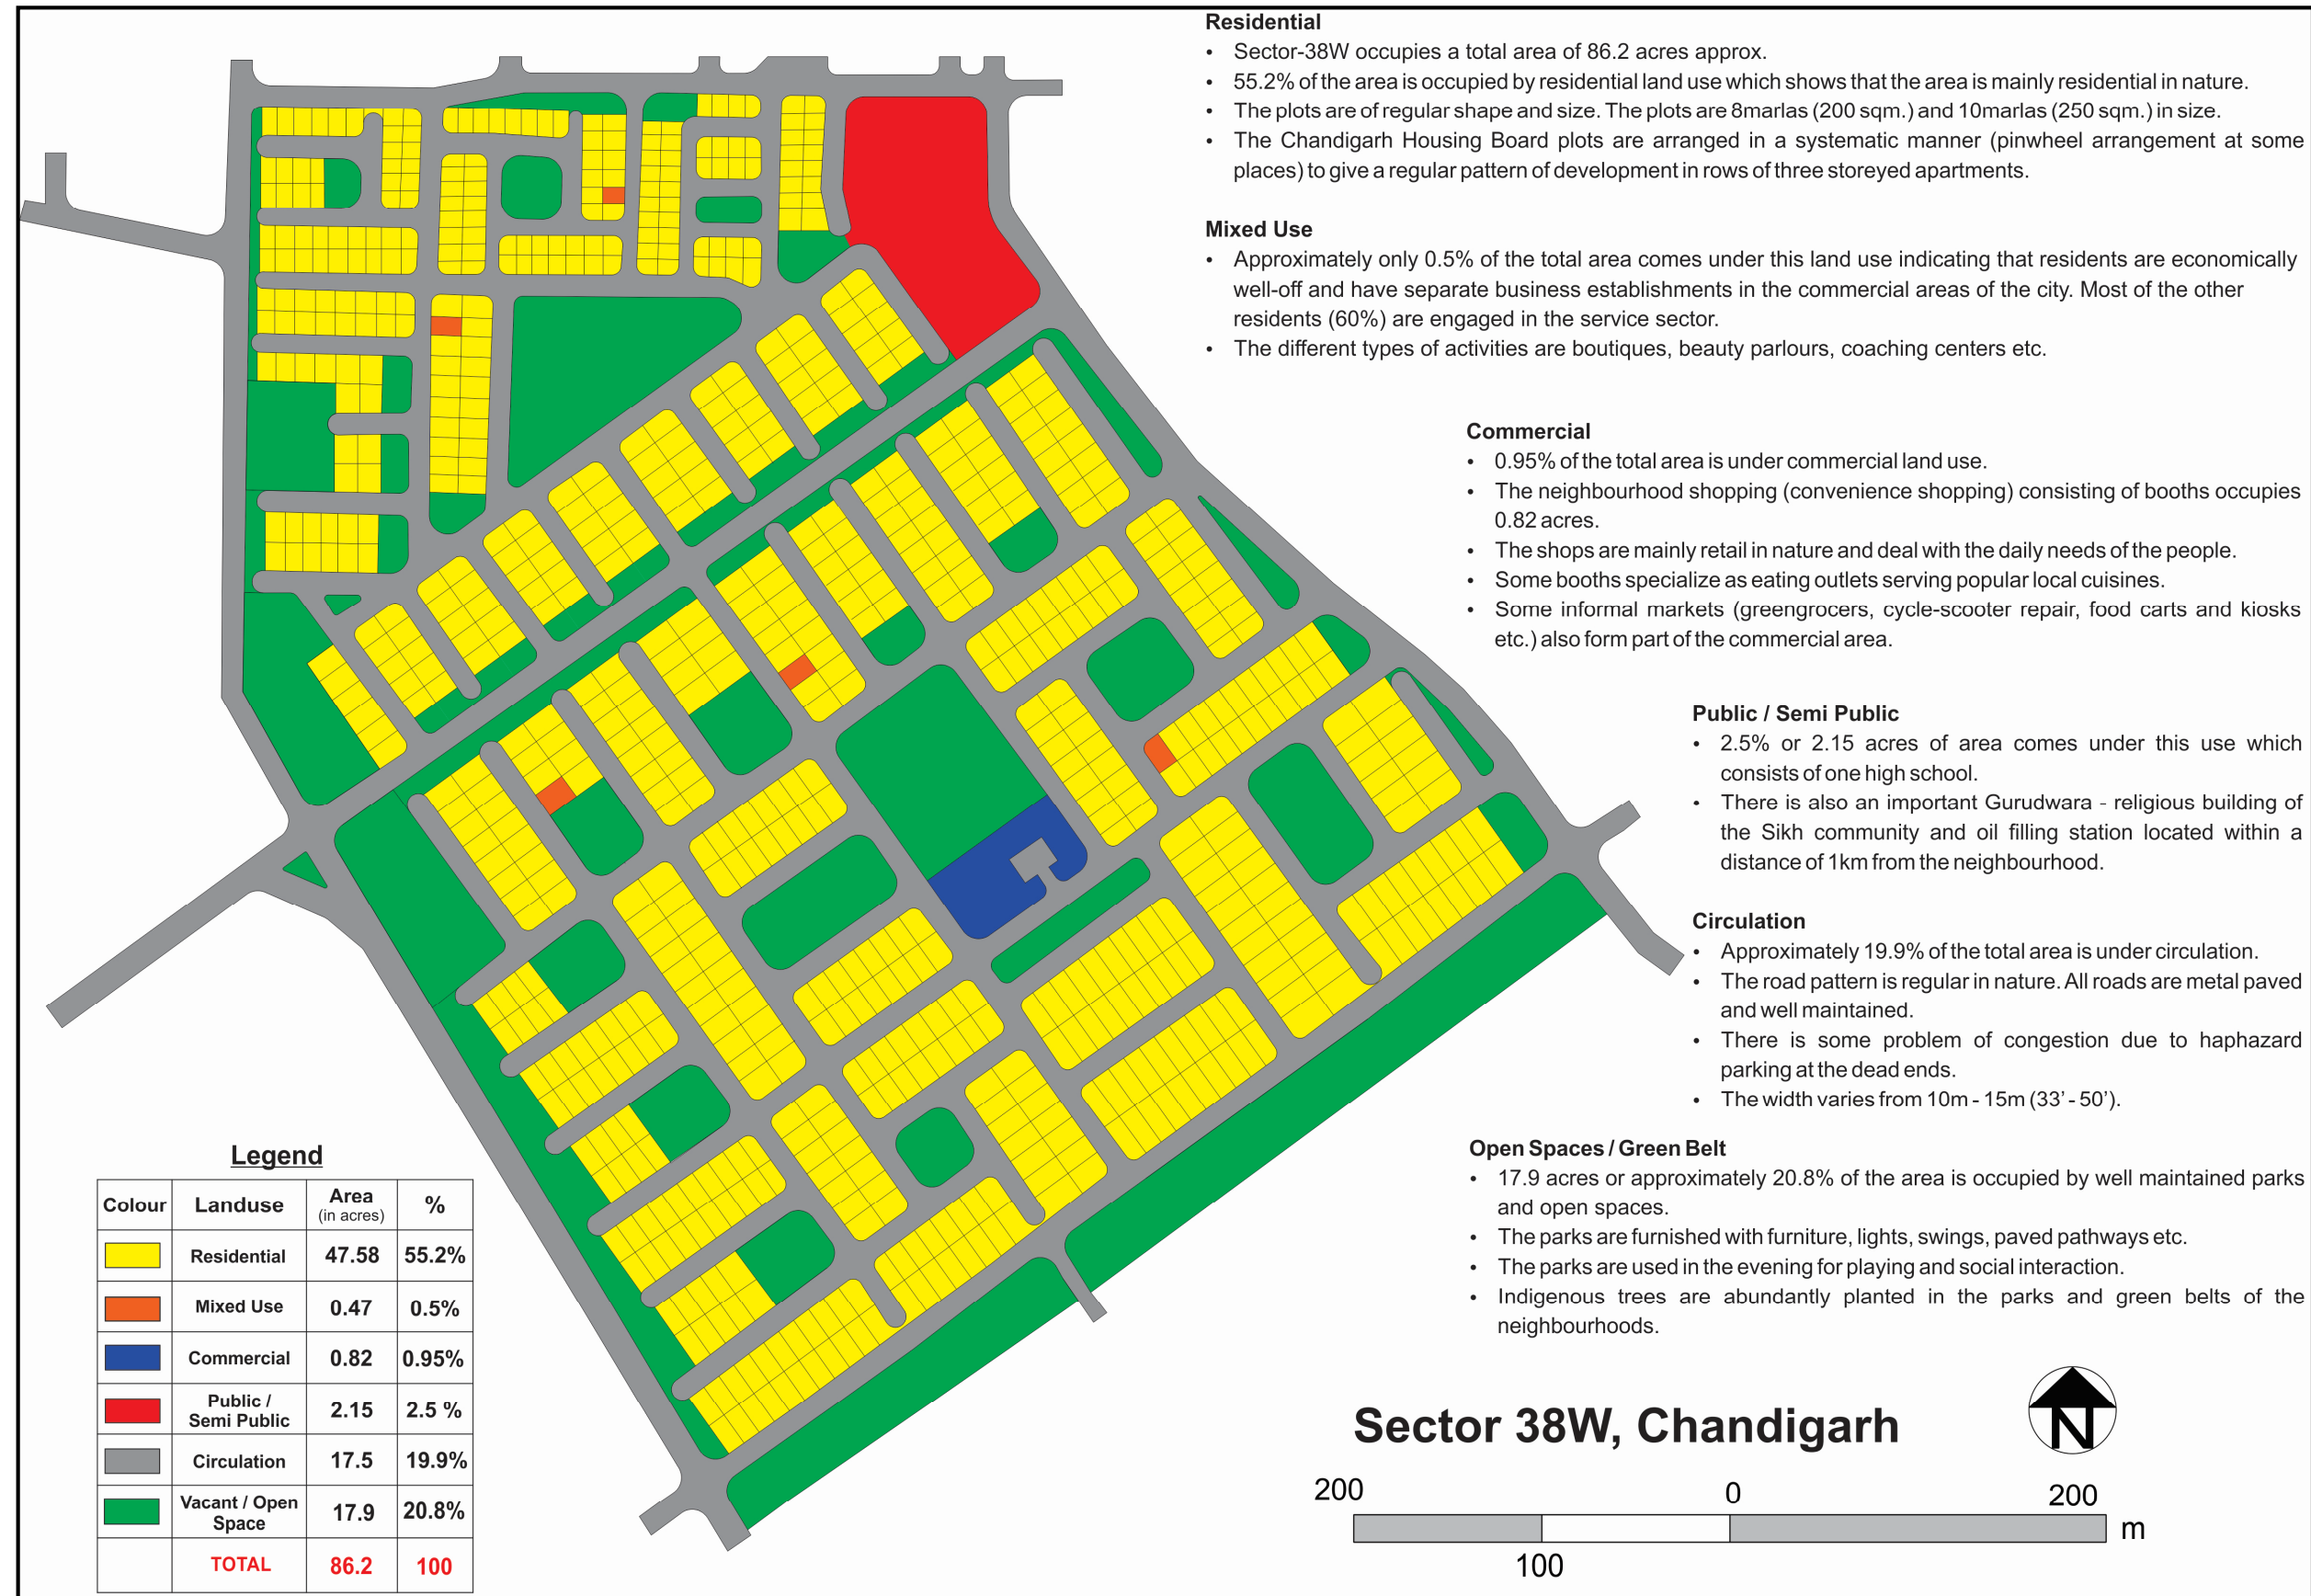 Residential
• Sector-38W occupies a total area of 86.2 acres approx.
• 55.2% of the area is occupied by residential land use which shows that the area is mainly residential in nature.
• The plots are of regular shape and size. The plots are 8marlas (200 sqm.) and 10marlas (250 sqm.) in size.
• The Chandigarh Housing Board plots are arranged in a systematic manner (pinwheel arrangement at some
places) to give a regular pattern of development in rows of three storeyed apartments.
Mixed Use
• Approximately only 0.5% of the total area comes under this land use indicating that residents are economically
well-off and have separate business establishments in the commercial areas of the city. Most of the other
residents (60%) are engaged in the service sector.
• The different types of activities are boutiques, beauty parlours, coaching centers etc.
Commercial
• 0.95% of the total area is under commercial land use.
• The neighbourhood shopping (convenience shopping) consisting of booths occupies
0.82 acres.
• The shops are mainly retail in nature and deal with the daily needs of the people.
• Some booths specialize as eating outlets serving popular local cuisines.
• Some informal markets (greengrocers, cycle-scooter repair, food carts and kiosks
etc.) also form part of the commercial area.
Public / Semi Public
• 2.5% or 2.15 acres of area comes under this use which
consists of one high school.
• There is also an important Gurudwara - religious building of
the Sikh community and oil filling station located within a
distance of 1km from the neighbourhood.
Circulation
• Approximately 19.9% of the total area is under circulation.
• The road pattern is regular in nature. All roads are metal paved
and well maintained.
• There is some problem of congestion due to haphazard
parking at the dead ends.
• The width varies from 10m - 15m (33' - 50').
Open Spaces / Green Belt
• 17.9 acres or approximately 20.8% of the area is occupied by well maintained parks
and open spaces.
• The parks are furnished with furniture, lights, swings, paved pathways etc.
• The parks are used in the evening for playing and social interaction.
• Indigenous trees are abundantly planted in the parks and green belts of the
neighbourhoods.
Legend
Colour Landuse Area (in acres) %
Residential 47.58 55.2%
Mixed Use 0.47 0.5%
Commercial 0.82 0.95%
Public / Semi Public 2.15 2.5 %
Circulation 17.5 19.9%
Vacant / Open Space 17.9 20.8%
TOTAL 86.2 100
Sector 38W, Chandigarh
N
200 0 200
m
100